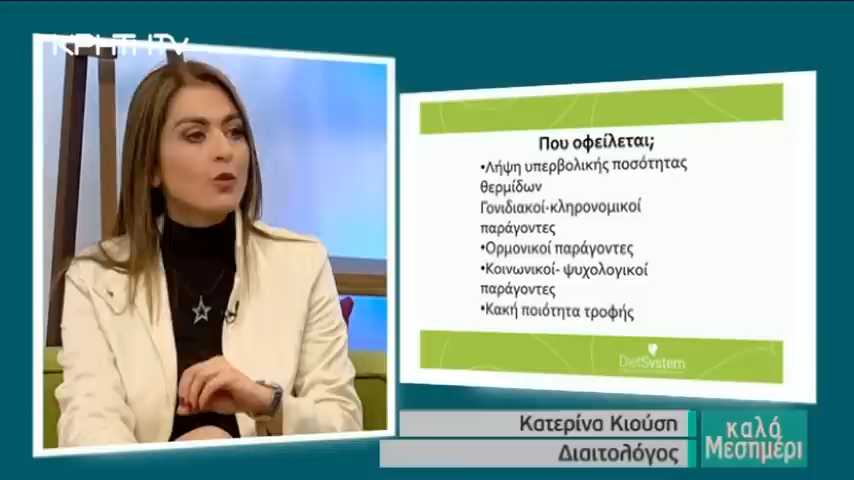 ΚΡΗΤΗ TV
Που οφείλεται;
•Λήψη υπερβολικής ποσότητας
θερμίδων
Γονιδιακοί-κληρονομικοί
παράγοντες
•Ορμονικοί παράγοντες
•Κοινωνικοί- ψυχολογικοί
παράγοντες
•Κακή ποιότητα τροφής
DietSystem
Κατερίνα Κιούση
Διαιτολόγος
καλό
Μεσημέρι